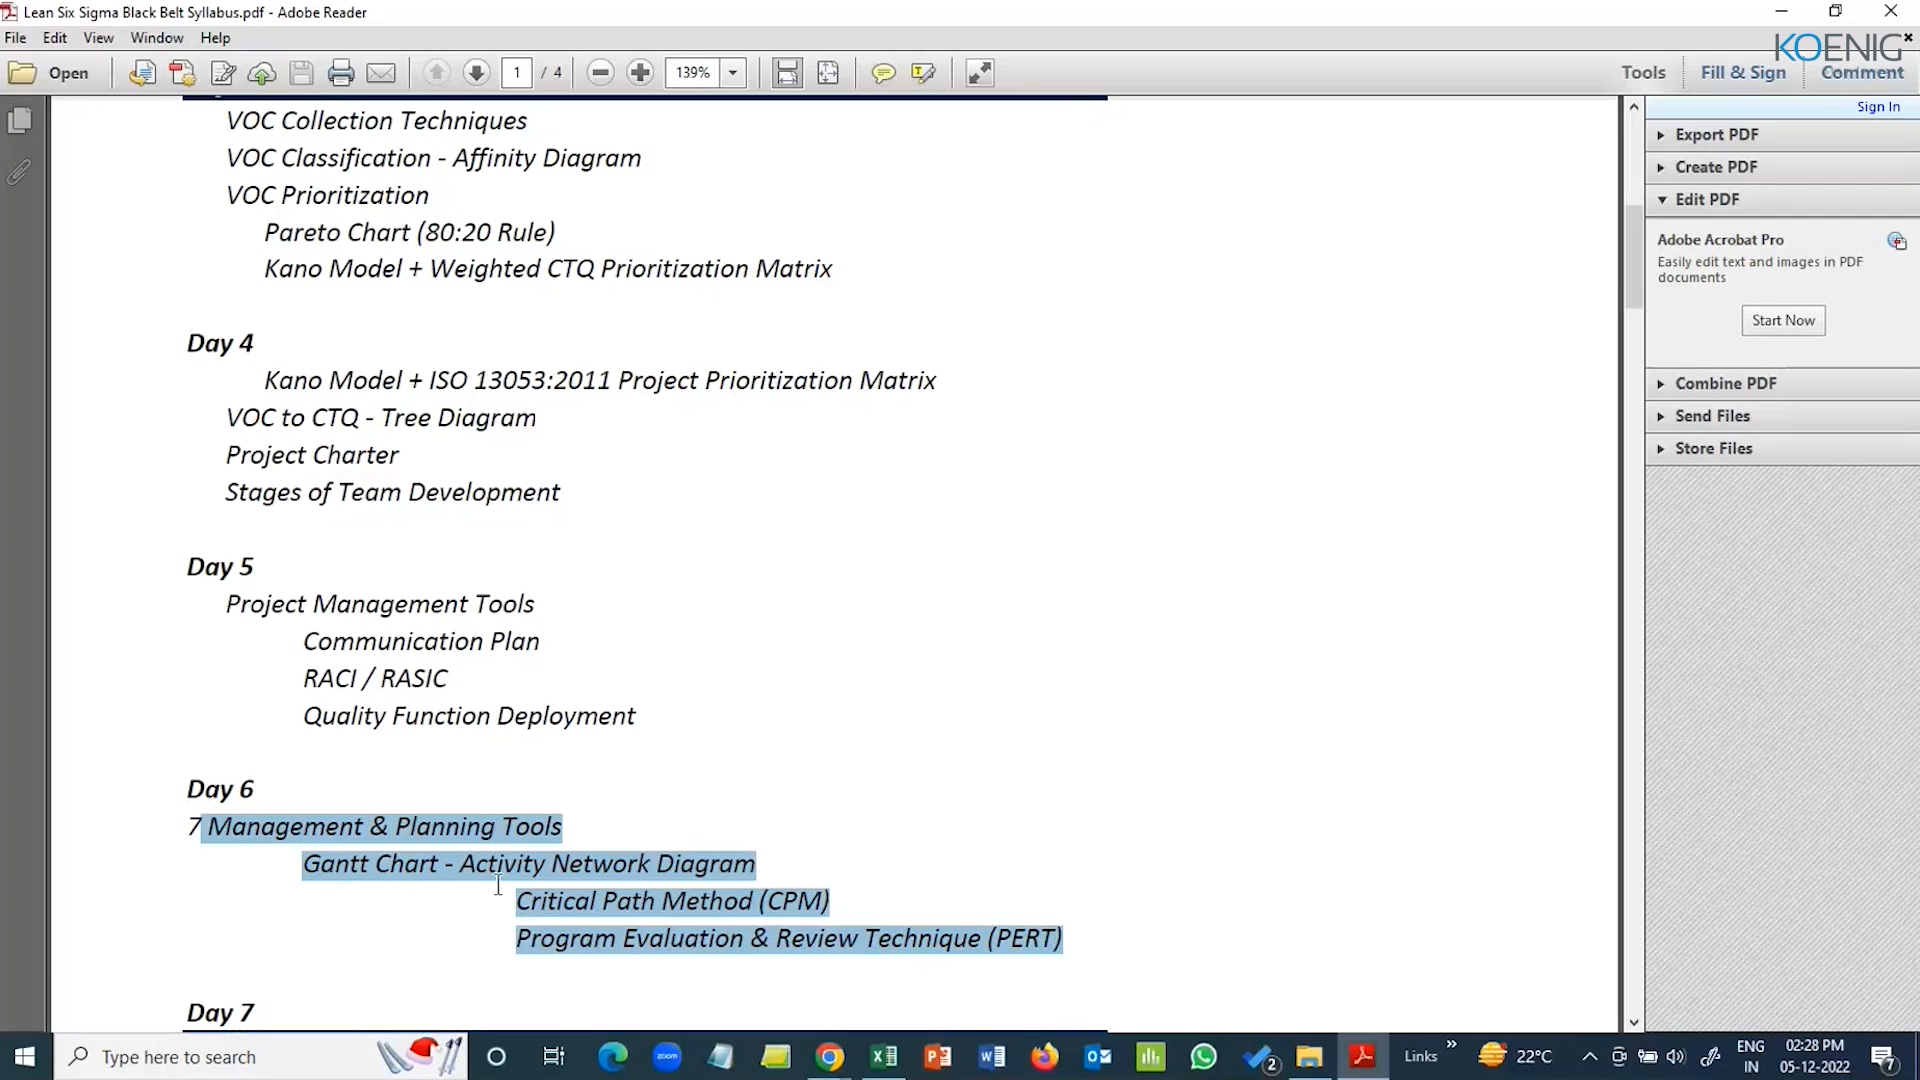 Lean Six Sigma Black Belt Syllabus.pdf - Adobe Reader
File Edit View Window Help
KOENIG
Open 1 / 4 139% Tools Fill & Sign Comment
Sign In
VOC Collection Techniques
VOC Classification - Affinity Diagram
VOC Prioritization
Pareto Chart (80:20 Rule)
Kano Model + Weighted CTQ Prioritization Matrix
Day 4
Kano Model + ISO 13053:2011 Project Prioritization Matrix
VOC to CTQ - Tree Diagram
Project Charter
Stages of Team Development
Day 5
Project Management Tools
Communication Plan
RACI / RASIC
Quality Function Deployment
Day 6
7 Management & Planning Tools
Gantt Chart - Activity Network Diagram
Critical Path Method (CPM)
Program Evaluation & Review Technique (PERT)
Day 7
Export PDF
Create PDF
Edit PDF
Adobe Acrobat Pro
Easily edit text and images in PDF
documents
Start Now
Combine PDF
Send Files
Store Files
Type here to search
zoom
2
Links
22°C
ENG
IN
02:28 PM
05-12-2022
7